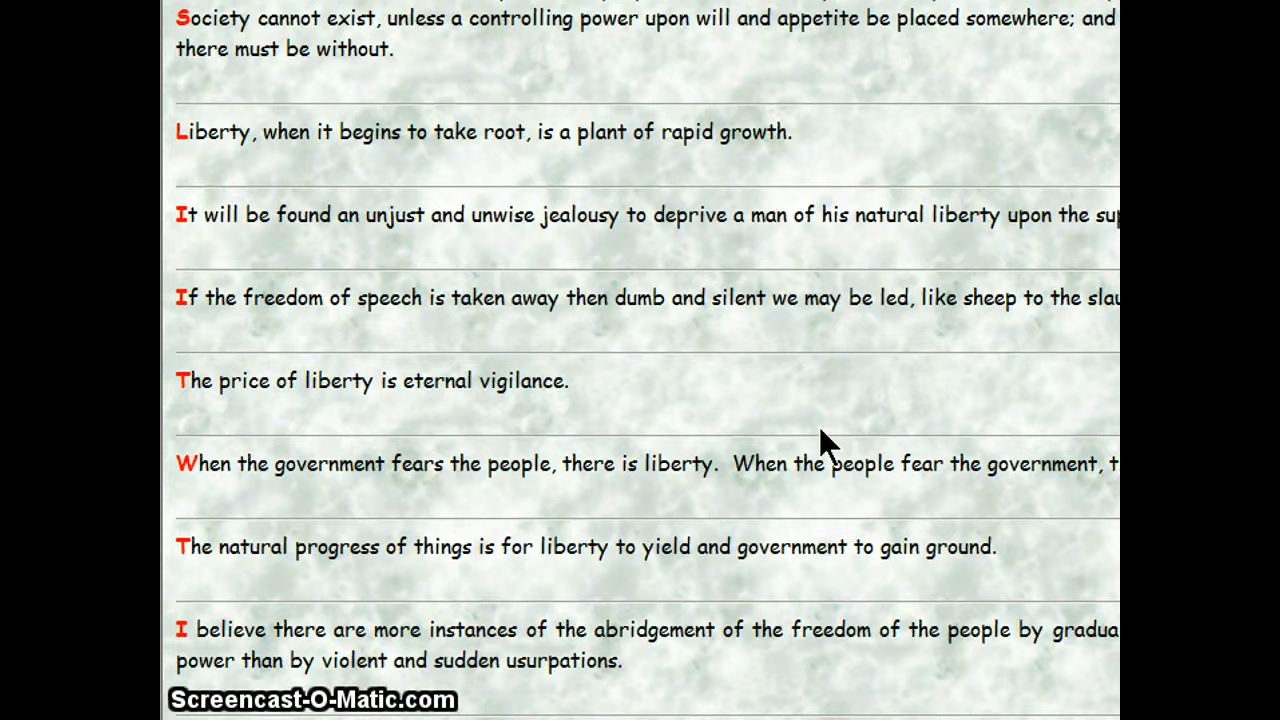 Society cannot exist, unless a controlling power upon will and appetite be placed somewhere; and
there must be without.
Liberty, when it begins to take root, is a plant of rapid growth.
It will be found an unjust and unwise jealousy to deprive a man of his natural liberty upon the
If the freedom of speech is taken away then dumb and silent we may be led, like sheep to the
The price of liberty is eternal vigilance.
When the government fears the people, there is liberty.  When the people fear the government,
The natural progress of things is for liberty to yield and government to gain ground.
I believe there are more instances of the abridgement of the freedom of the people by
power than by violent and sudden usurpations.
Screencast-O-Matic.com